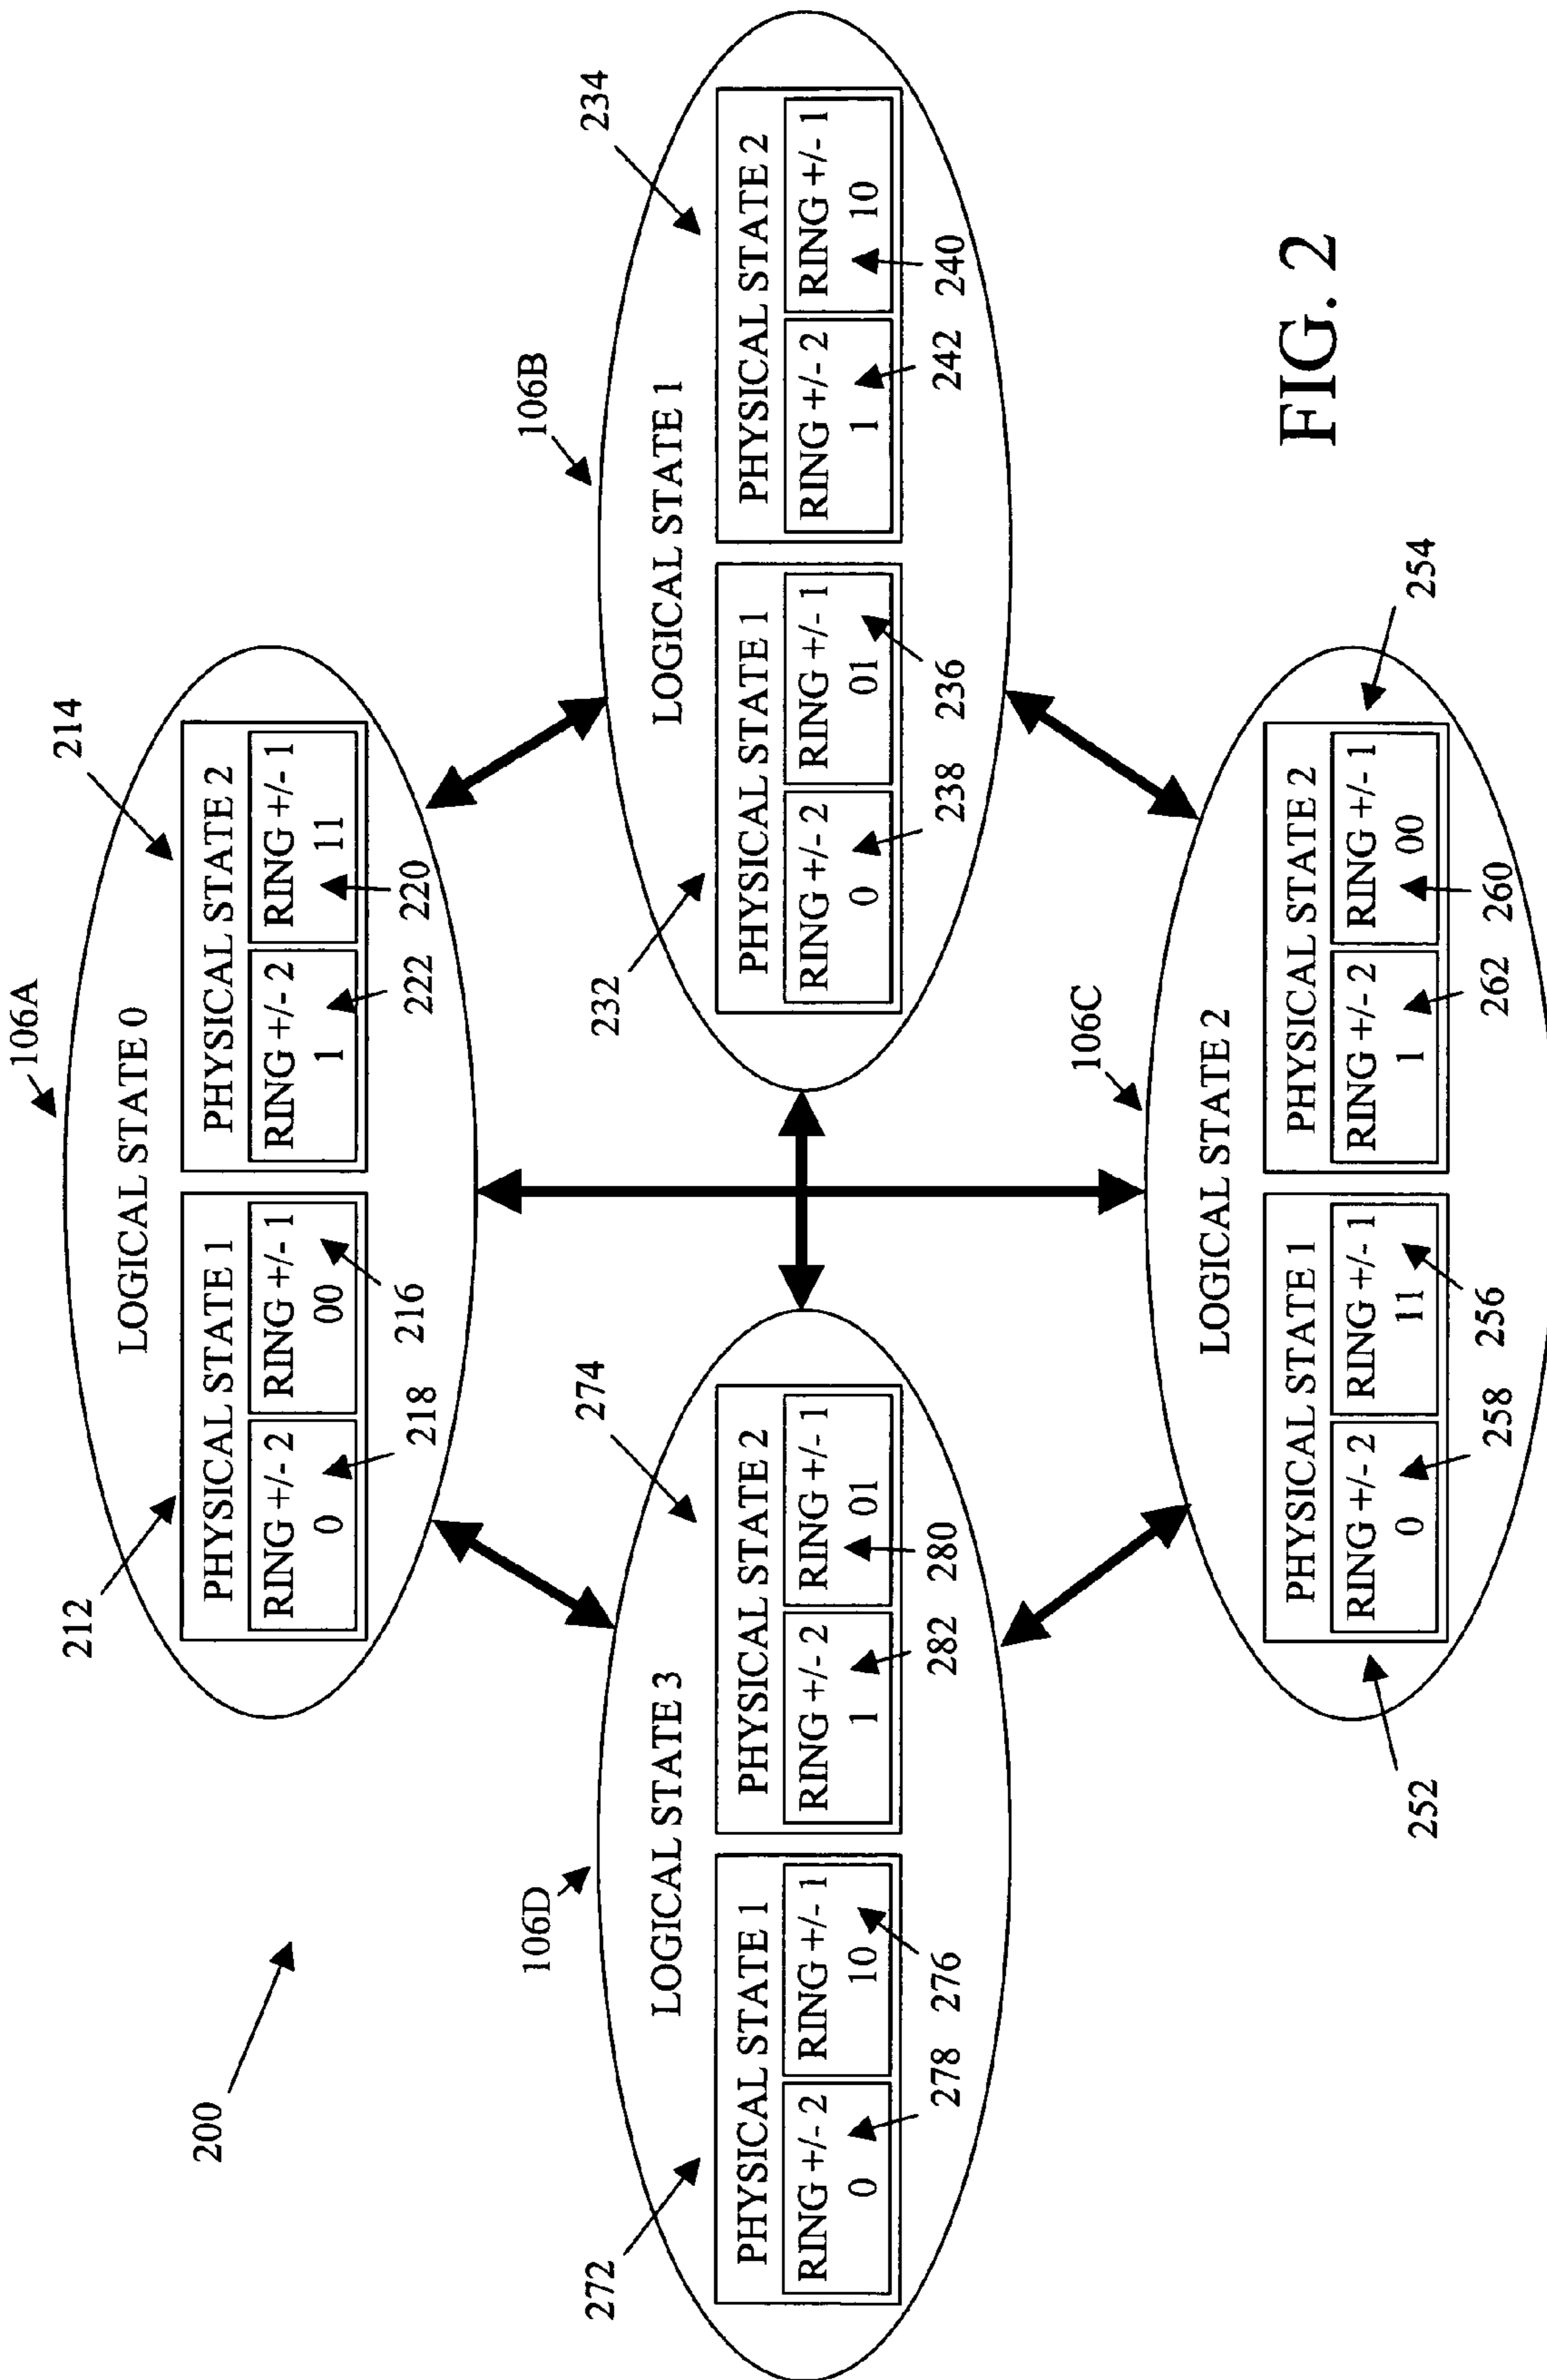 200
106A
LOGICAL STATE 0
212
214
PHYSICAL STATE 1
PHYSICAL STATE 2
RING +/- 2
0
RING +/- 1
00
RING +/- 2
1
RING +/- 1
11
218
216
222
220
106D
LOGICAL STATE 3
272
274
PHYSICAL STATE 1
PHYSICAL STATE 2
RING +/- 2
0
RING +/- 1
10
RING +/- 2
1
RING +/- 1
01
278
276
282
280
106B
LOGICAL STATE 1
232
234
PHYSICAL STATE 1
PHYSICAL STATE 2
RING +/- 2
0
RING +/- 1
01
RING +/- 2
1
RING +/- 1
10
238
236
242
240
106C
LOGICAL STATE 2
PHYSICAL STATE 1
PHYSICAL STATE 2
RING +/- 2
0
RING +/- 1
11
RING +/- 2
1
RING +/- 1
00
252
254
258
256
262
260
FIG. 2